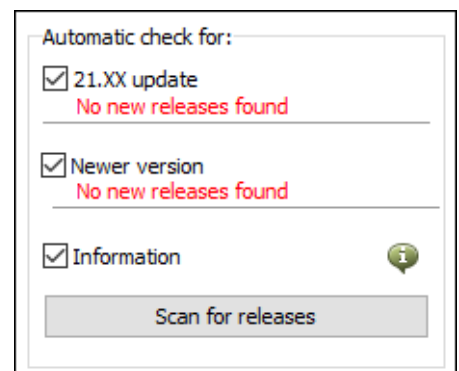 Automatic check for:
21.XX update
No new releases found
Newer version
No new releases found
Information
Scan for releases